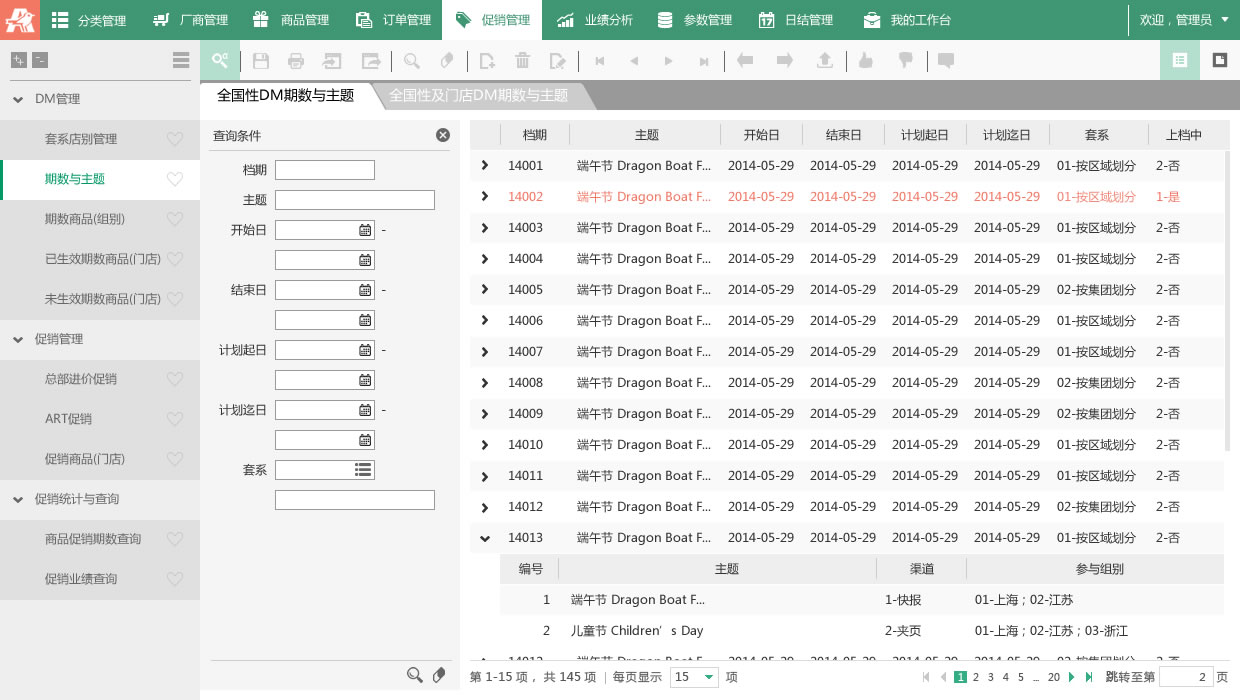 分类管理 厂商管理 商品管理 订单管理 促销管理 业绩分析 参数管理 日结管理 我的工作台 欢迎，管理员
DM管理
套系店别管理
期数与主题
期数商品(组别)
已生效期数商品(门店)
未生效期数商品(门店)
促销管理
总部进价促销
ART促销
促销商品(门店)
促销统计与查询
商品促销期数查询
促销业绩查询
全国性DM期数与主题 全国性及门店DM期数与主题
查询条件
档期
主题
开始日 -
结束日 -
计划起日 -
计划迄日 -
套系
档期 主题 开始日 结束日 计划起日 计划迄日 套系 上档中
14001 端午节 Dragon Boat F... 2014-05-29 2014-05-29 2014-05-29 2014-05-29 01-按区域划分 2-否
14002 端午节 Dragon Boat F... 2014-05-29 2014-05-29 2014-05-29 2014-05-29 01-按区域划分 1-是
14003 端午节 Dragon Boat F... 2014-05-29 2014-05-29 2014-05-29 2014-05-29 01-按区域划分 2-否
14004 端午节 Dragon Boat F... 2014-05-29 2014-05-29 2014-05-29 2014-05-29 01-按区域划分 2-否
14005 端午节 Dragon Boat F... 2014-05-29 2014-05-29 2014-05-29 2014-05-29 02-按集团划分 2-否
14006 端午节 Dragon Boat F... 2014-05-29 2014-05-29 2014-05-29 2014-05-29 01-按区域划分 2-否
14007 端午节 Dragon Boat F... 2014-05-29 2014-05-29 2014-05-29 2014-05-29 01-按区域划分 2-否
14008 端午节 Dragon Boat F... 2014-05-29 2014-05-29 2014-05-29 2014-05-29 02-按集团划分 2-否
14009 端午节 Dragon Boat F... 2014-05-29 2014-05-29 2014-05-29 2014-05-29 02-按集团划分 2-否
14010 端午节 Dragon Boat F... 2014-05-29 2014-05-29 2014-05-29 2014-05-29 02-按集团划分 2-否
14011 端午节 Dragon Boat F... 2014-05-29 2014-05-29 2014-05-29 2014-05-29 01-按区域划分 2-否
14012 端午节 Dragon Boat F... 2014-05-29 2014-05-29 2014-05-29 2014-05-29 02-按集团划分 2-否
14013 端午节 Dragon Boat F... 2014-05-29 2014-05-29 2014-05-29 2014-05-29 01-按区域划分 2-否
编号 主题 渠道 参与组别
1 端午节 Dragon Boat F... 1-快报 01-上海；02-江苏
2 儿童节 Children’s Day 2-夹页 01-上海；02-江苏；03-浙江
第 1-15 项，共 145 项 | 每页显示 15 项 1 2 3 4 5 ... 20 跳转至第 2 页